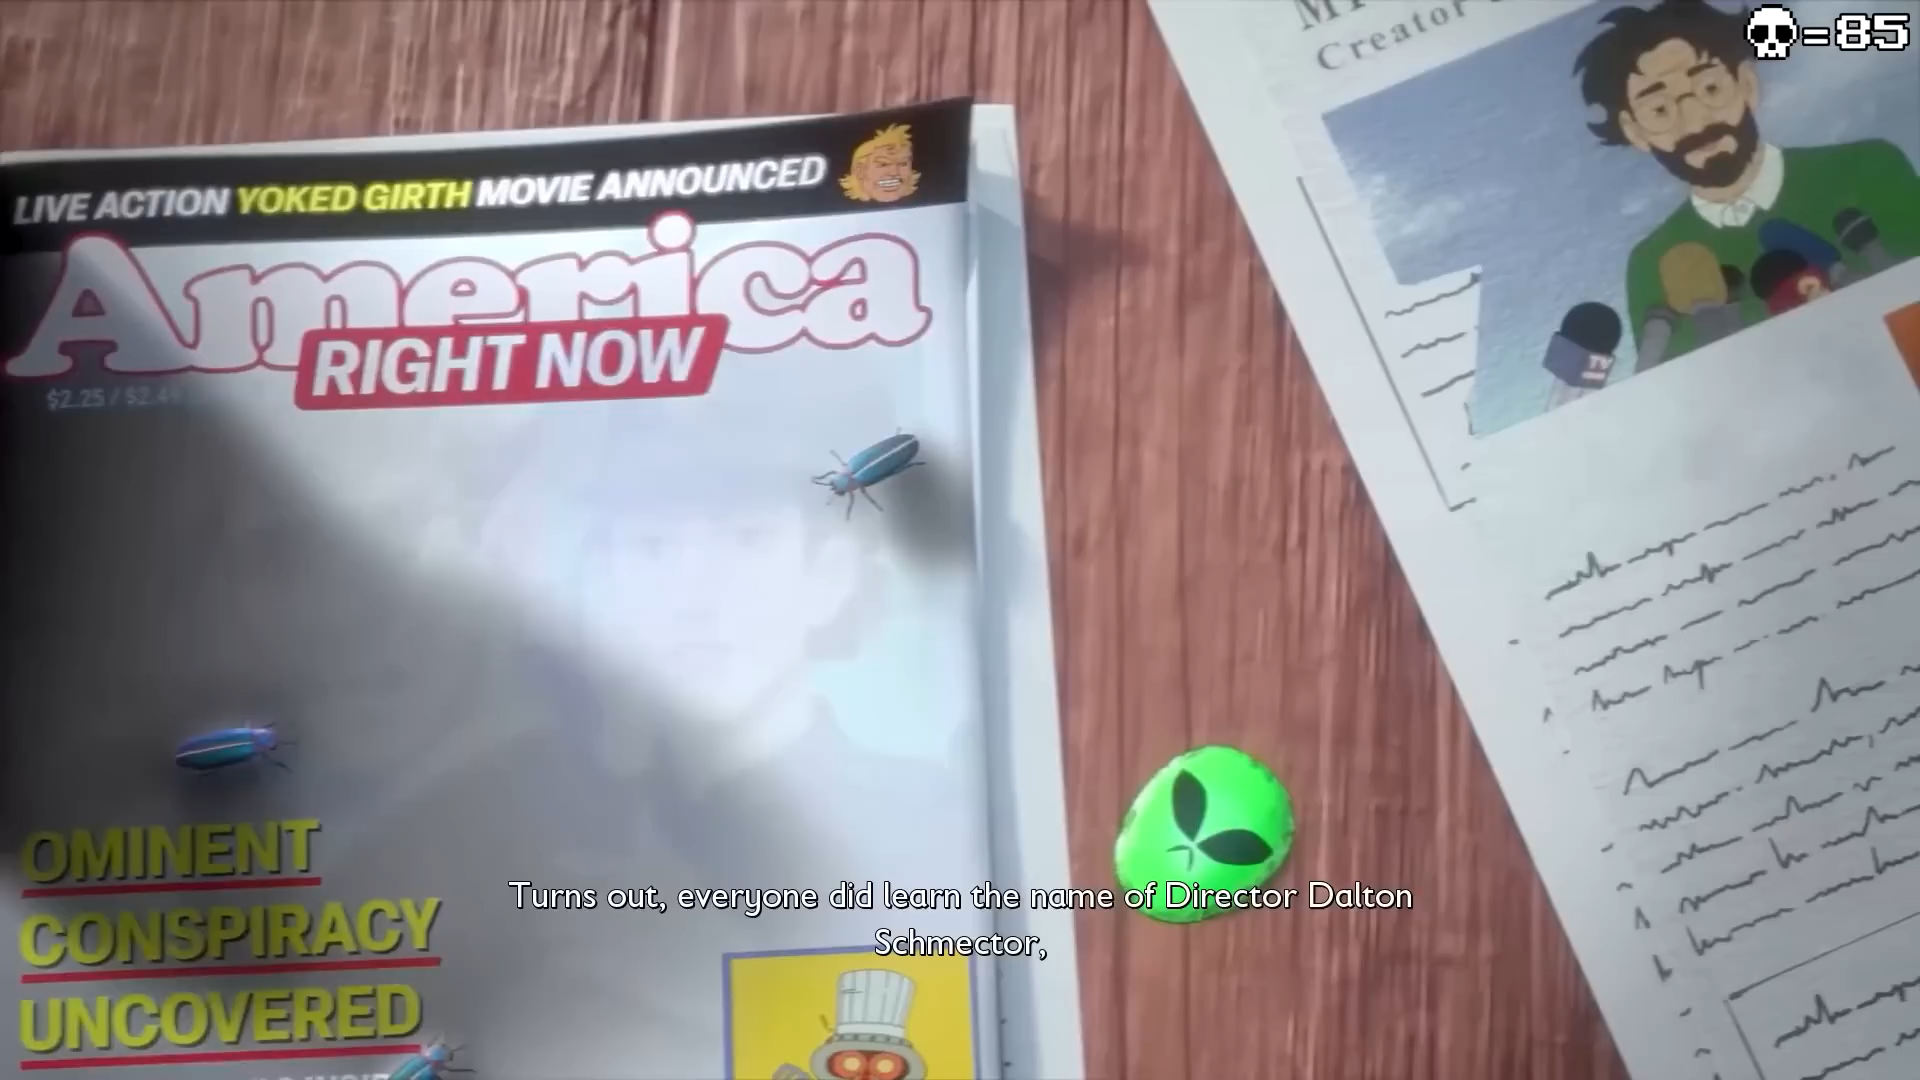 =85
LIVE ACTION YOKED GIRTH MOVIE ANNOUNCED
America
RIGHT NOW
$2.25 / $2.4
Creator
TV
OMINENT
CONSPIRACY
UNCOVERED
Turns out, everyone did learn the name of Director Dalton
Schmector,